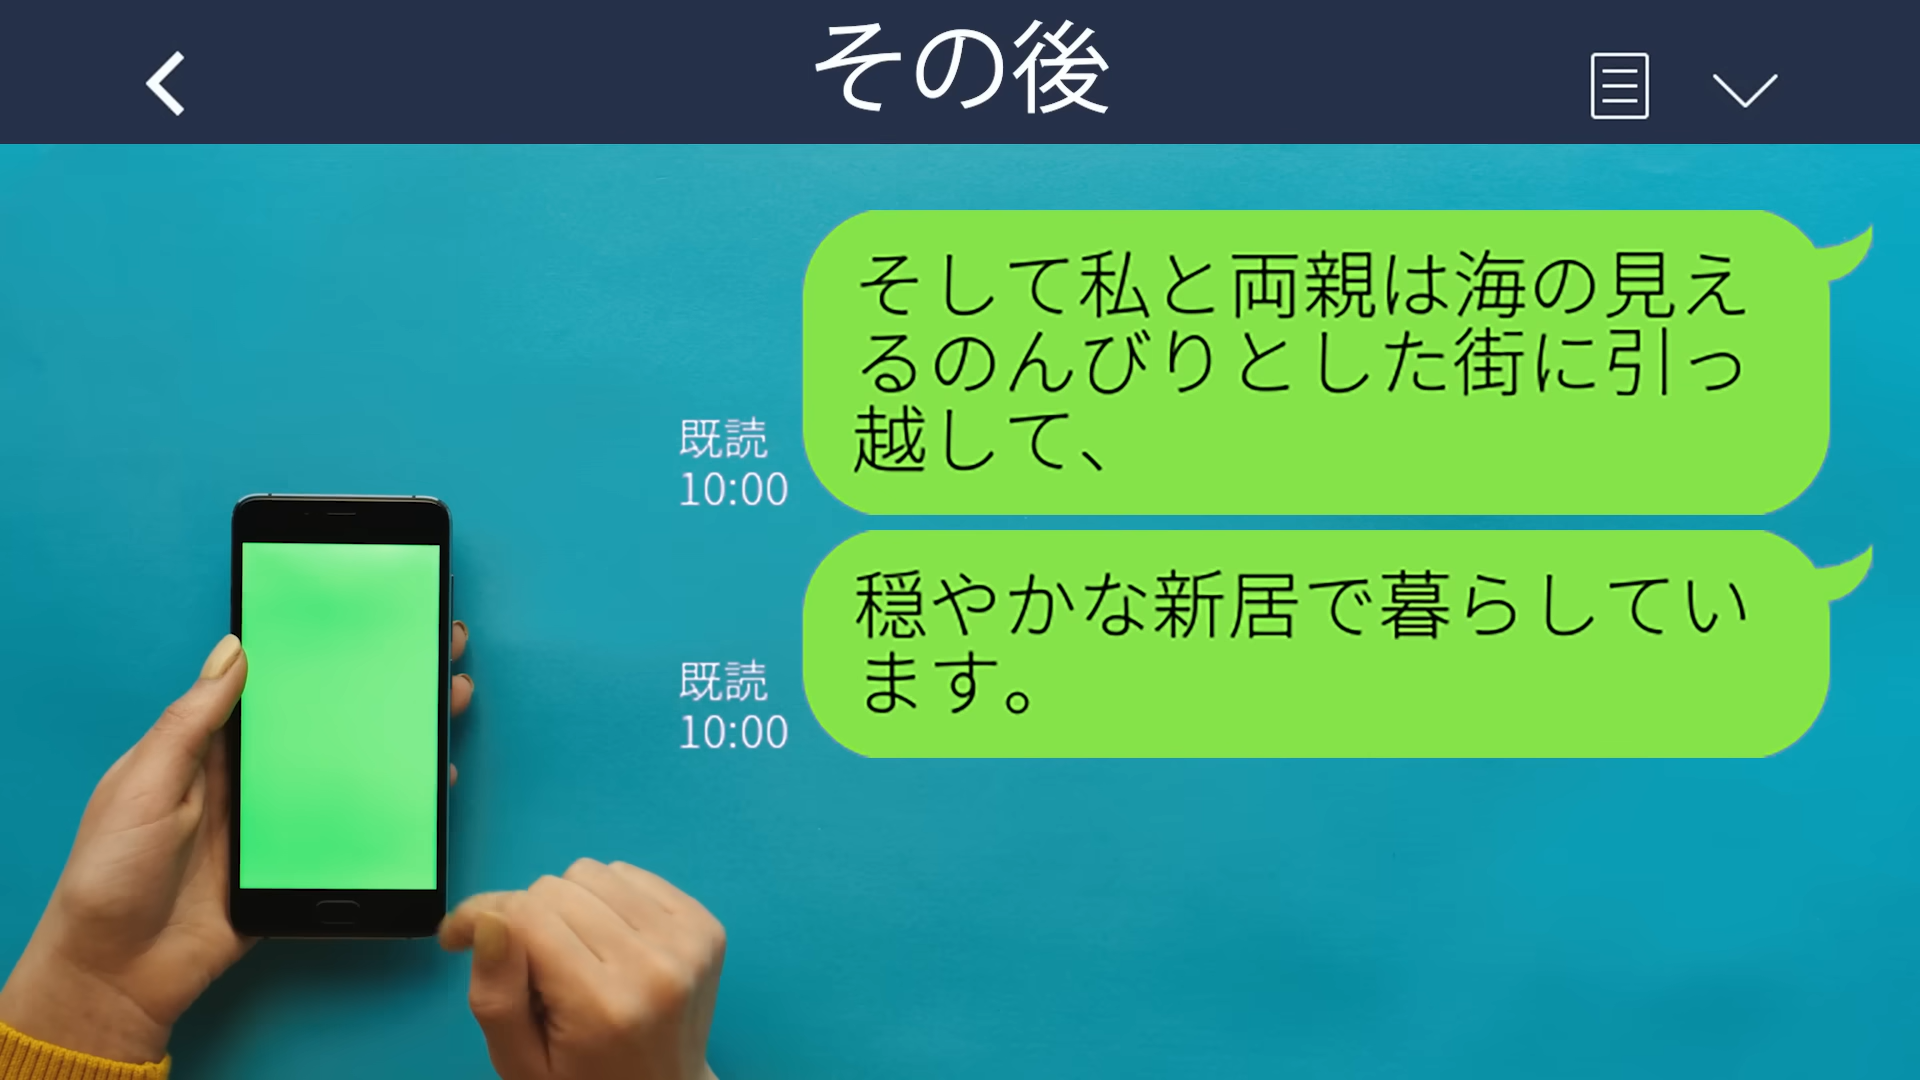 その後
そして私と両親は海の見え
るのんびりとした街に引っ
越して、
既読
10:00
穏やかな新居で暮らしてい
ます。
既読
10:00